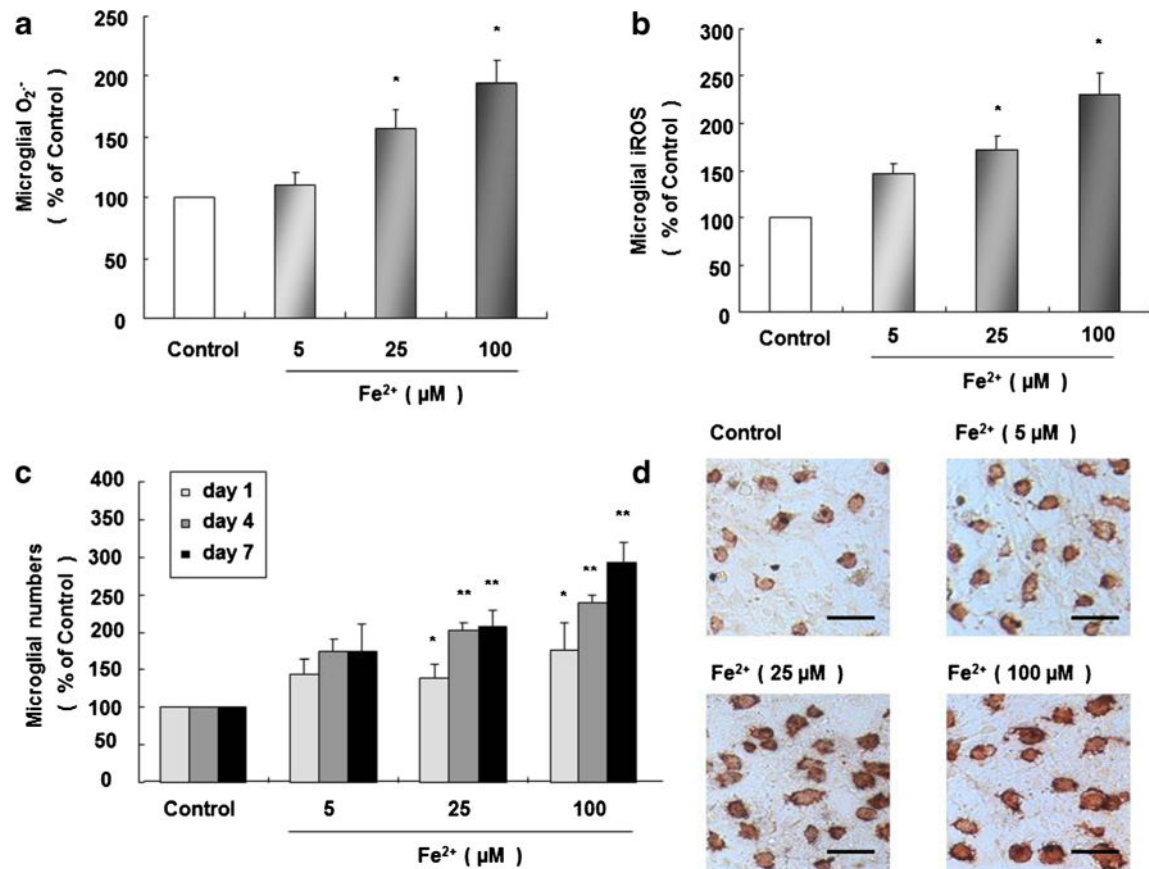 a
Microglial O₂·⁻
( % of Control )
250
200
150
100
50
0
*
*
Control
5
25
100
Fe²⁺ ( µM )
b
Microglial iROS
( % of Control )
300
250
200
150
100
50
0
*
*
Control
5
25
100
Fe²⁺ ( µM )
c
Microglial numbers
( % of Control )
400
350
300
250
200
150
100
50
0
day 1
day 4
day 7
*
**
**
*
**
**
Control
5
25
100
Fe²⁺ ( µM )
d
Control
Fe²⁺ ( 5 µM )
Fe²⁺ ( 25 µM )
Fe²⁺ ( 100 µM )